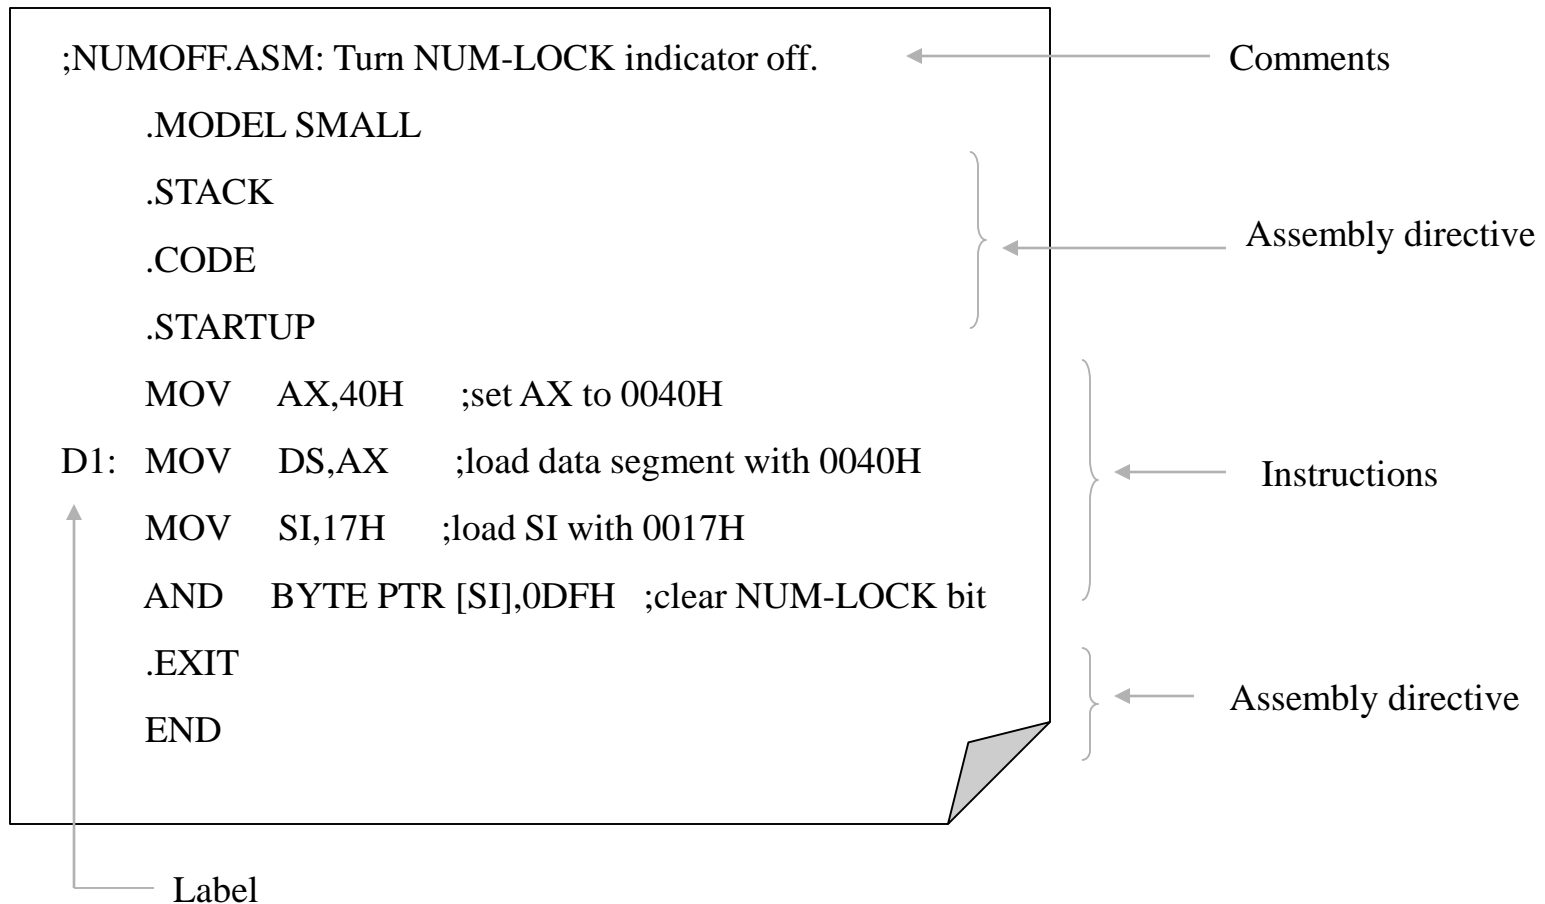 ;NUMOFF.ASM: Turn NUM-LOCK indicator off.
Comments
.MODEL SMALL
.STACK
Assembly directive
.CODE
.STARTUP
MOV AX,40H ;set AX to 0040H
D1: MOV DS,AX ;load data segment with 0040H
Instructions
MOV SI,17H ;load SI with 0017H
AND BYTE PTR [SI],0DFH ;clear NUM-LOCK bit
.EXIT
Assembly directive
END
Label